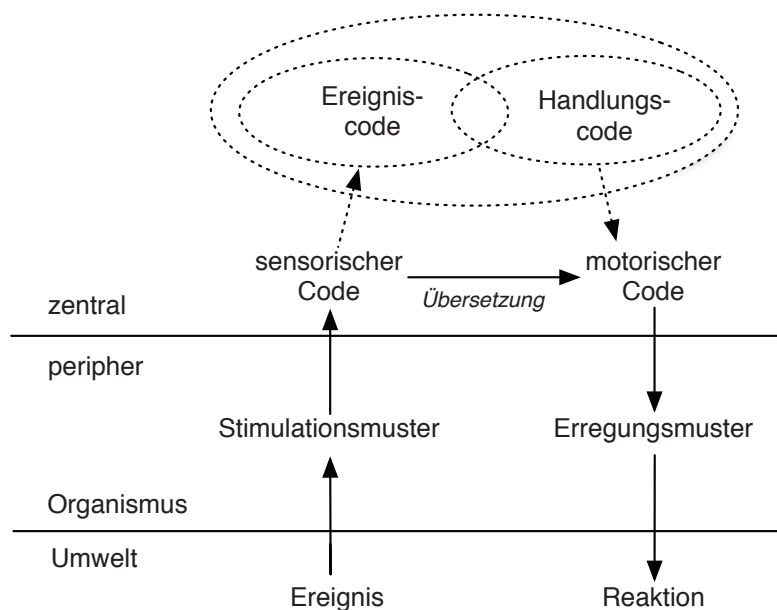 Ereignis-
code
Handlungs-
code
sensorischer
Code
Übersetzung
motorischer
Code
zentral
peripher
Stimulationsmuster
Erregungsmuster
Organismus
Umwelt
Ereignis
Reaktion